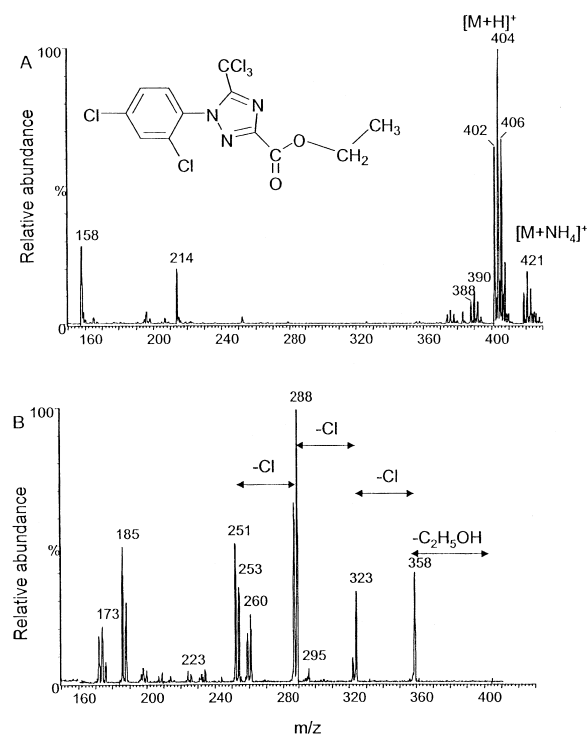 [M+H]⁺
A
100
404
CCl₃
402
406
Cl
N
N
N
O
CH₃
Cl
C
CH₂
O
Relative abundance
%
[M+NH₄]⁺
158
214
390
388
421
0
160
200
240
280
320
360
400
B
100
288
-Cl
-Cl
-Cl
-C₂H₅OH
Relative abundance
%
251
185
358
253
323
260
173
223
295
0
160
200
240
280
320
360
400
m/z